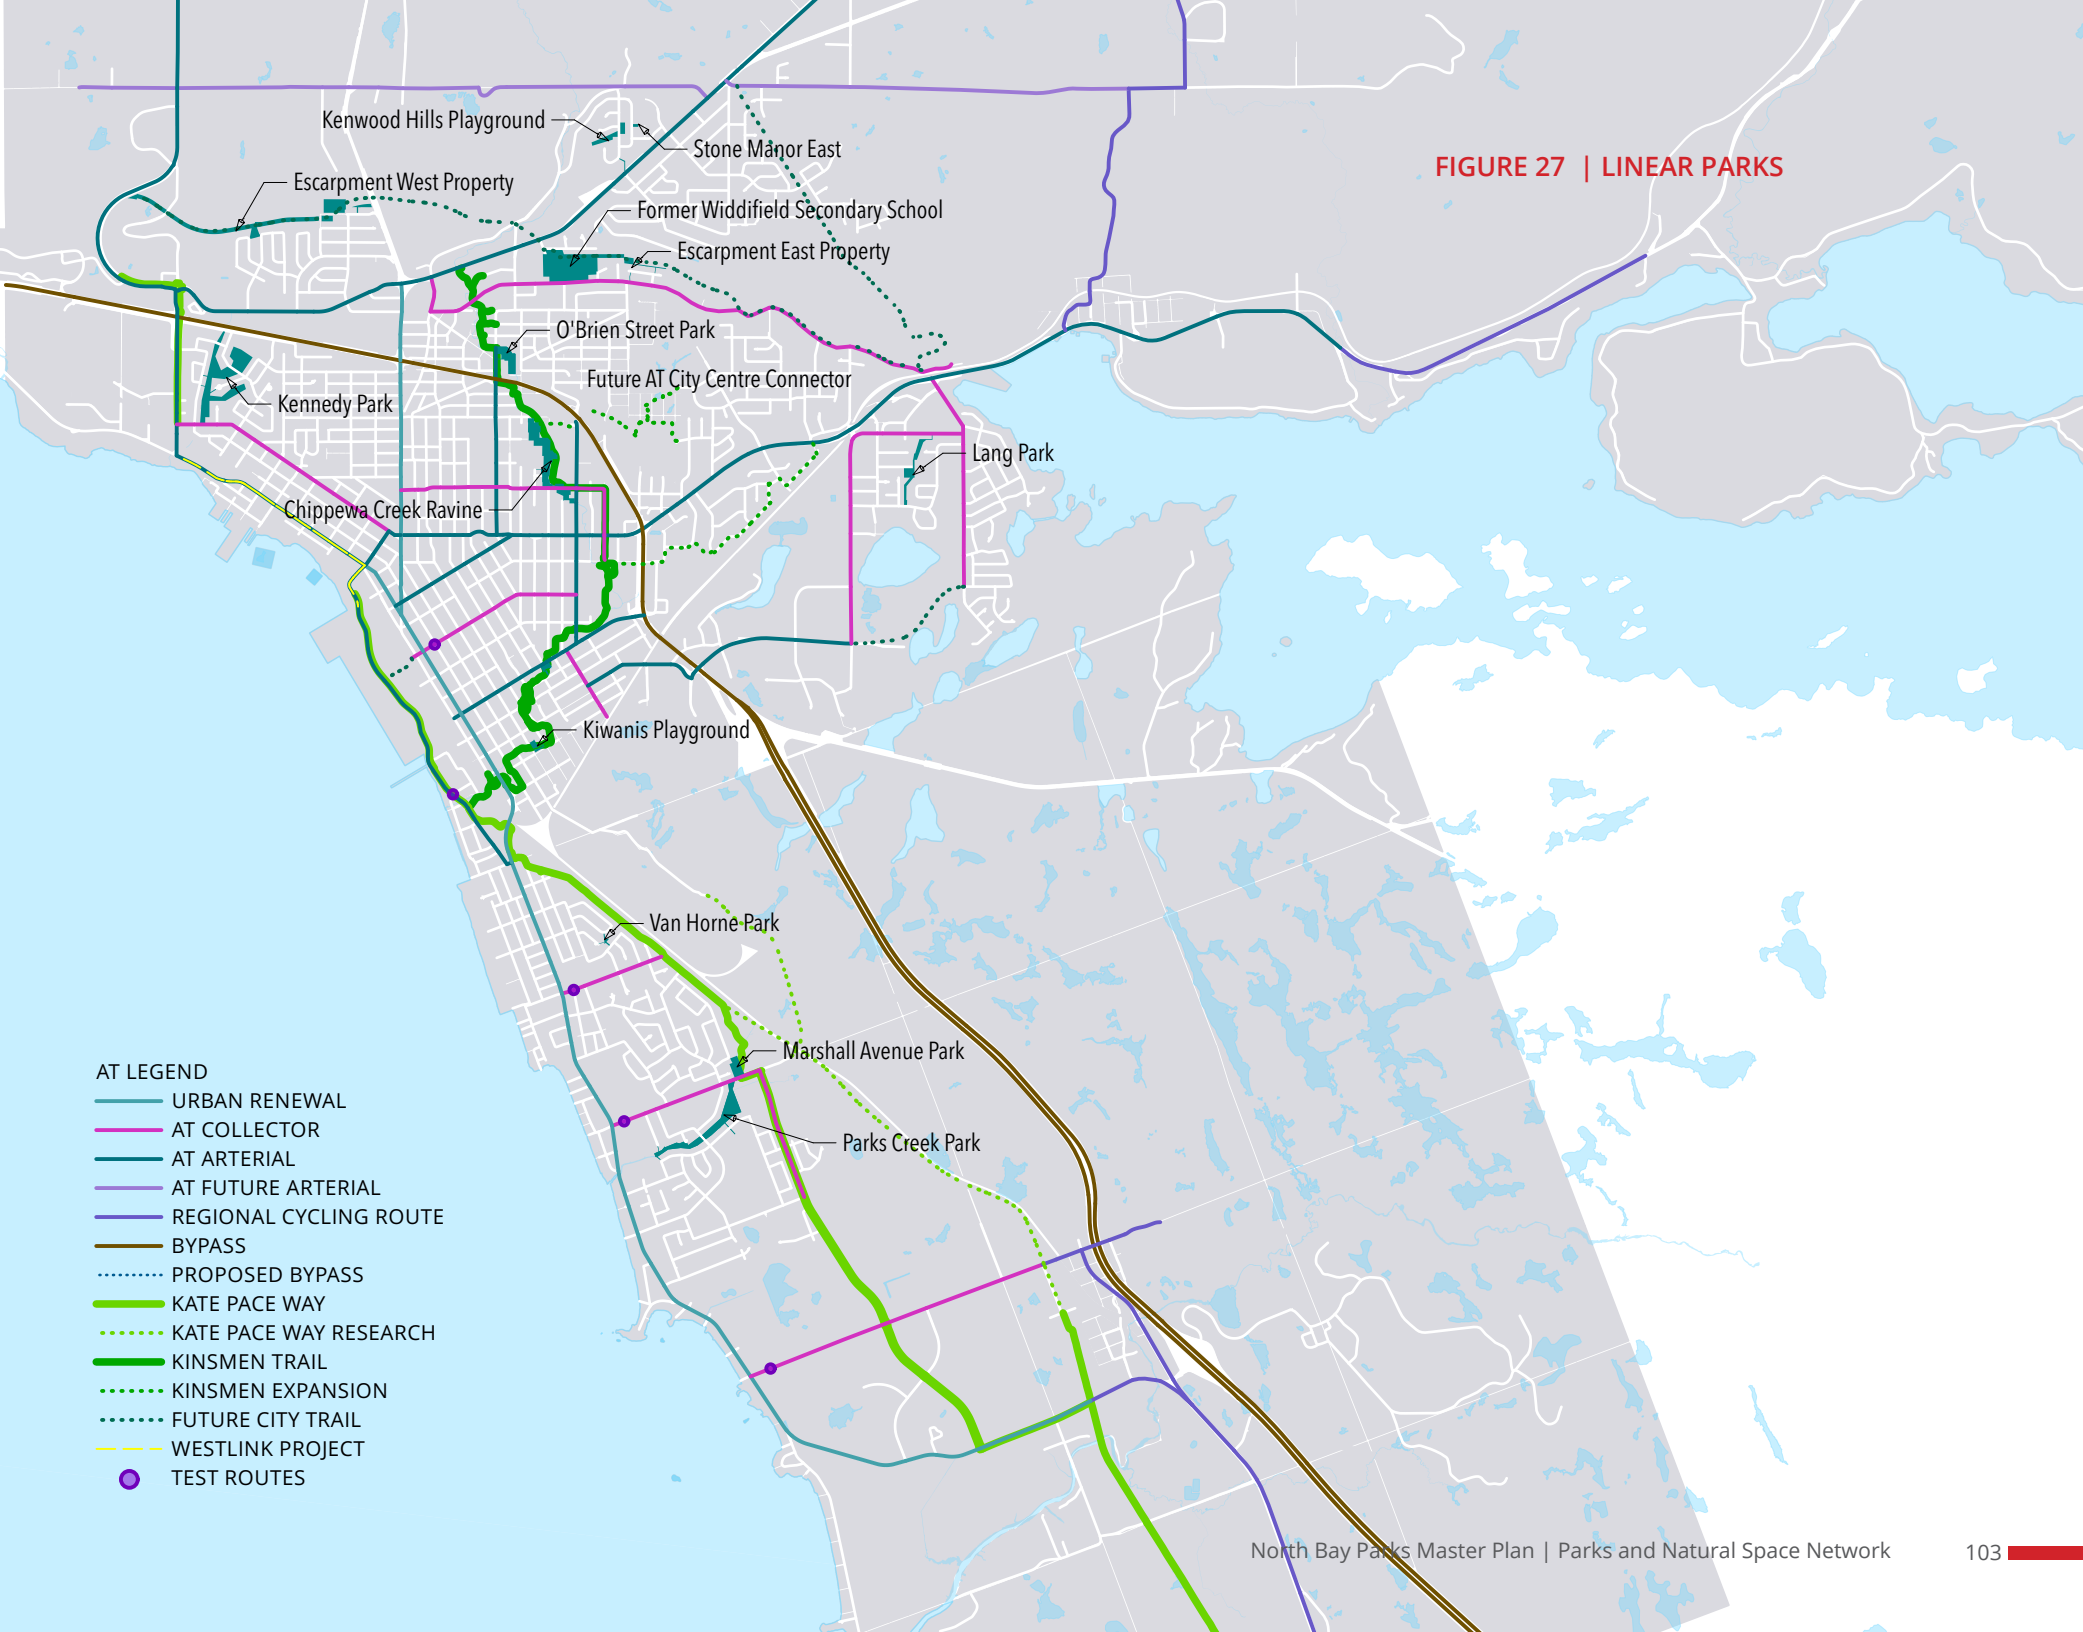 FIGURE 27 | LINEAR PARKS
Kenwood Hills Playground
Stone Manor East
Escarpment West Property
Former Widdifield Secondary School
Escarpment East Property
O'Brien Street Park
Future AT City Centre Connector
Kennedy Park
Lang Park
Chippewa Creek Ravine
Kiwanis Playground
Van Horne Park
Marshall Avenue Park
Parks Creek Park
AT LEGEND
URBAN RENEWAL
AT COLLECTOR
AT ARTERIAL
AT FUTURE ARTERIAL
REGIONAL CYCLING ROUTE
BYPASS
PROPOSED BYPASS
KATE PACE WAY
KATE PACE WAY RESEARCH
KINSMEN TRAIL
KINSMEN EXPANSION
FUTURE CITY TRAIL
WESTLINK PROJECT
TEST ROUTES
North Bay Parks Master Plan | Parks and Natural Space Network 103